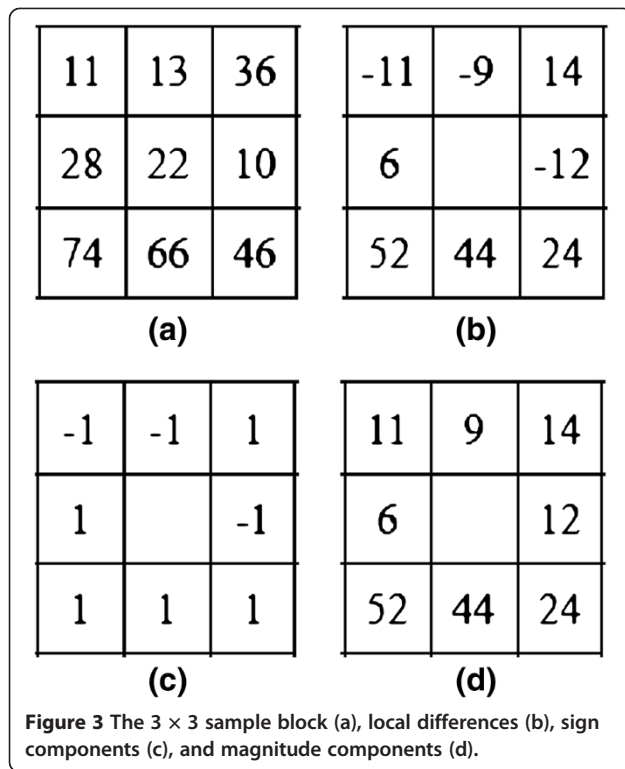 11 13 36 -11 -9 14
28 22 10 6 -12
74 66 46 52 44 24
(a) (b)
-1 -1 1 11 9 14
1 -1 6 12
1 1 1 52 44 24
(c) (d)
Figure 3 The 3 × 3 sample block (a), local differences (b), sign
components (c), and magnitude components (d).